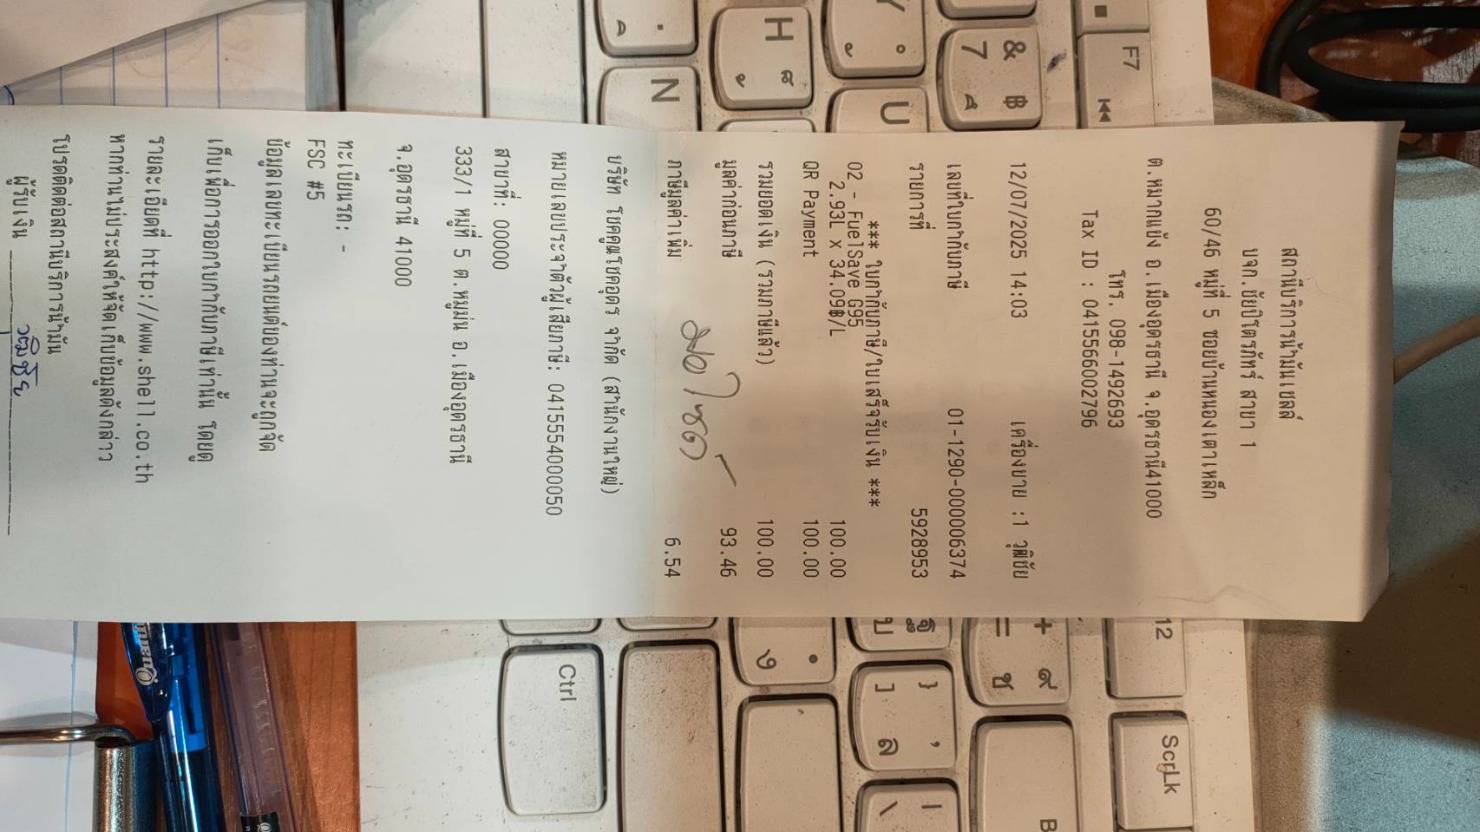 สถานีบริการน้ำมันเชลล์
บจก.ชัยปิโตรภัทร์ สาขา 1
60/46 หมู่ที่ 5 ซอยบ้านหนองเตาเหล็ก
ต.หมากแข้ง อ.เมืองอุดรธานี จ.อุดรธานี41000
โทร. 098-1492693
Tax ID : 0415566002796
12/07/2025 14:03 เครื่องขาย :1 วุฒิชัย
เลขที่ใบกำกับภาษี 01-1290-0000006374
รายการที่ 5928953
*** ใบกำกับภาษี/ใบเสร็จรับเงิน ***
02 - FuelSave G95 100.00
2.93L X 34.09฿/L
QR Payment 100.00
รวมยอดเงิน (รวมภาษีแล้ว) 100.00
มูลค่าก่อนภาษี 93.46
ภาษีมูลค่าเพิ่ม 6.54
บริษัท โชคคูณโชคอุดร จำกัด (สำนักงานใหญ่)
หมายเลขประจำตัวผู้เสียภาษี: 0415554000050
สาขาที่: 00000
333/1 หมู่ที่ 5 ต.หมูม่น อ.เมืองอุดรธานี
จ.อุดรธานี 41000
ทะเบียนรถ: -
FSC #5
ข้อมูลเลขทะเบียนรถยนต์ของท่านจะถูกจัด
เก็บเพื่อการออกใบกำกับภาษีเท่านั้น โดยดู
รายละเอียดที่ http://www.shell.co.th
หากท่านไม่ประสงค์ให้จัดเก็บข้อมูลดังกล่าว
โปรดติดต่อสถานีบริการน้ำมัน
ผู้รับเงิน
F7
& ฿
7 ึ
U
H
N
12
+
=
}
]
Ctrl
ScrLk
B